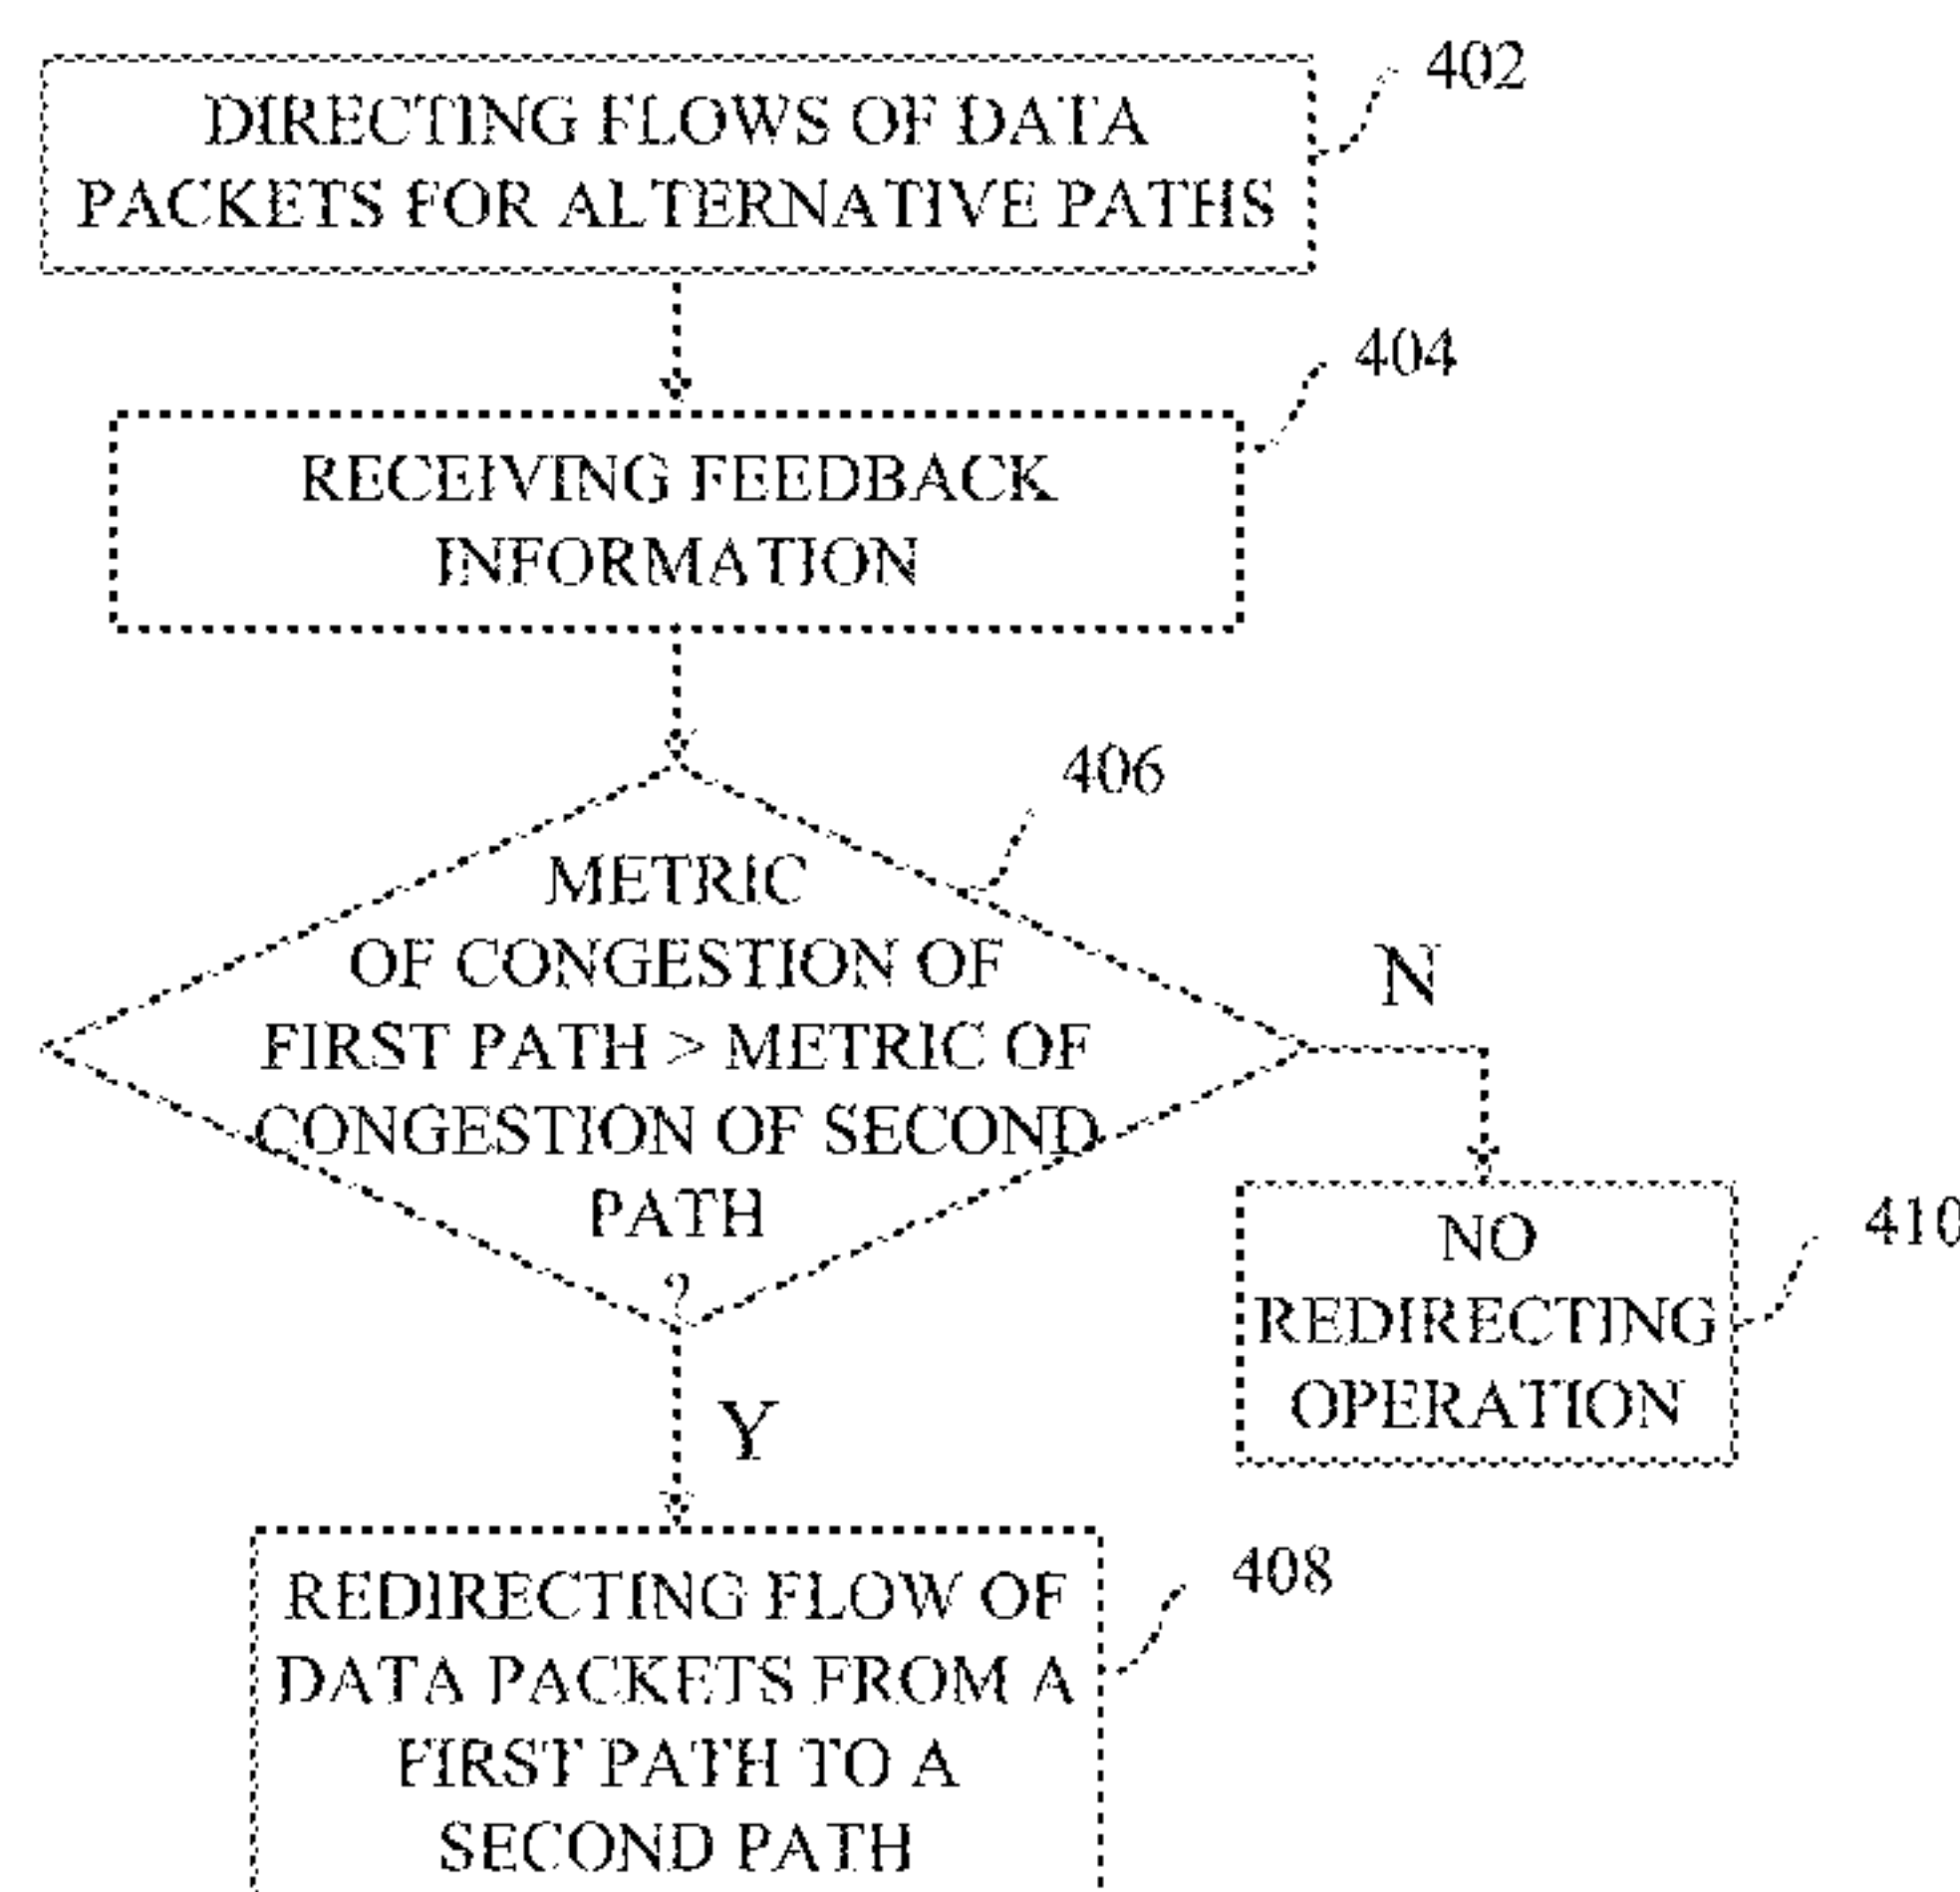 402
DIRECTING FLOWS OF DATA
PACKETS FOR ALTERNATIVE PATHS
404
RECEIVING FEEDBACK
INFORMATION
406
METRIC
OF CONGESTION OF
FIRST PATH > METRIC OF
CONGESTION OF SECOND
PATH
?
N
410
NO
REDIRECTING
OPERATION
Y
408
REDIRECTING FLOW OF
DATA PACKETS FROM A
FIRST PATH TO A
SECOND PATH